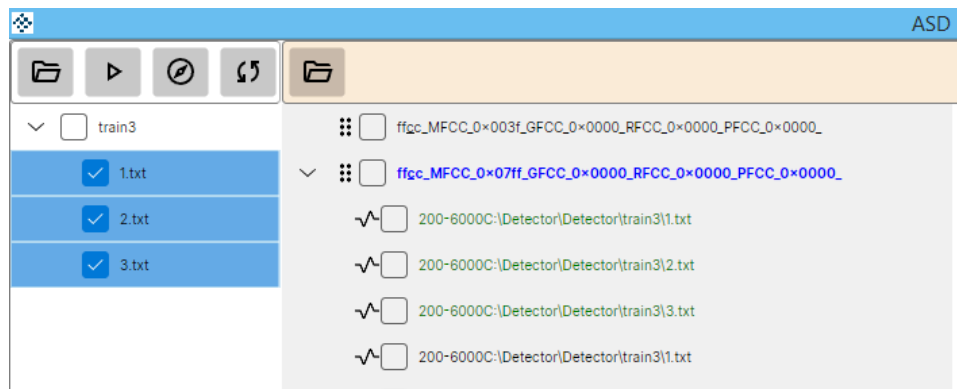 ASD
train3
1.txt
2.txt
3.txt
ffcc_MFCC_0×003f_GFCC_0×0000_RFCC_0×0000_PFCC_0×0000_
ffcc_MFCC_0×07ff_GFCC_0×0000_RFCC_0×0000_PFCC_0×0000_
200-6000C:\Detector\Detector\train3\1.txt
200-6000C:\Detector\Detector\train3\2.txt
200-6000C:\Detector\Detector\train3\3.txt
200-6000C:\Detector\Detector\train3\1.txt